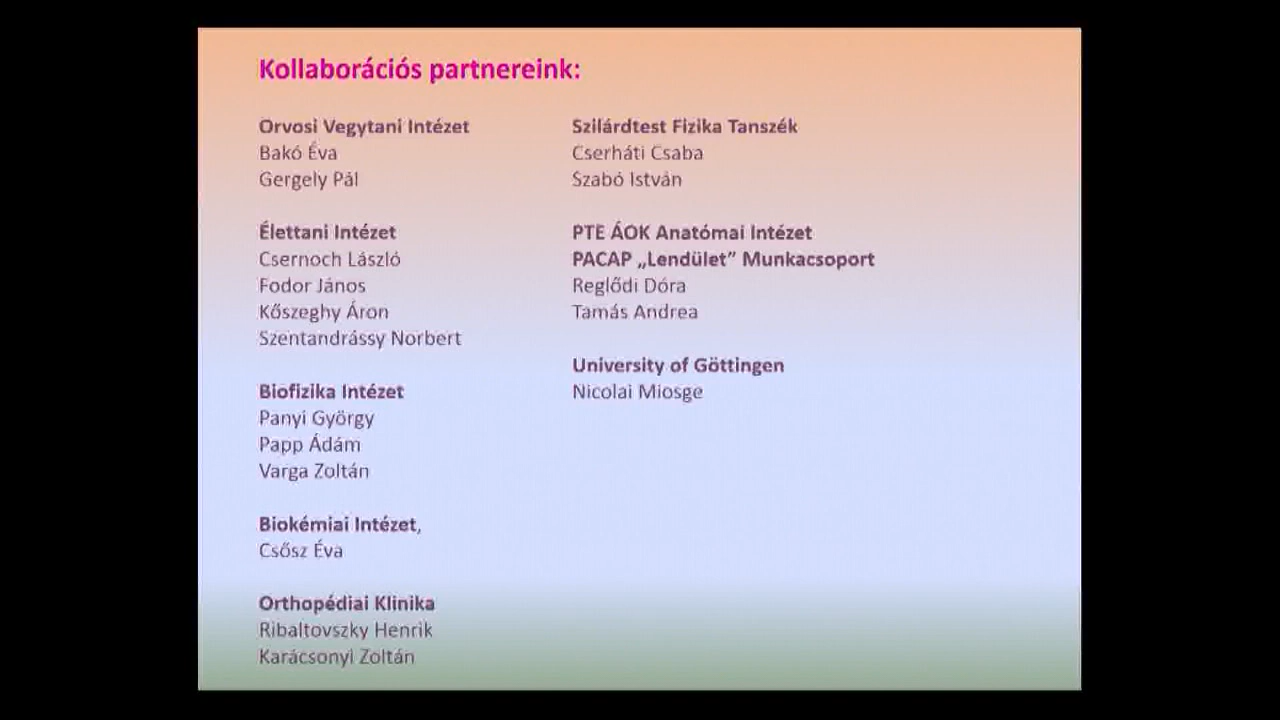 Kollaborációs partnereink:
Orvosi Vegytani Intézet
Bakó Éva
Gergely Pál
Élettani Intézet
Csernoch László
Fodor János
Kőszeghy Áron
Szentandrássy Norbert
Biofizika Intézet
Panyi György
Papp Ádám
Varga Zoltán
Biokémiai Intézet,
Csősz Éva
Orthopédiai Klinika
Ribaltovszky Henrik
Karácsonyi Zoltán
Szilárdtest Fizika Tanszék
Cserháti Csaba
Szabó István
PTE ÁOK Anatómai Intézet
PACAP „Lendület” Munkacsoport
Reglődi Dóra
Tamás Andrea
University of Göttingen
Nicolai Miosge